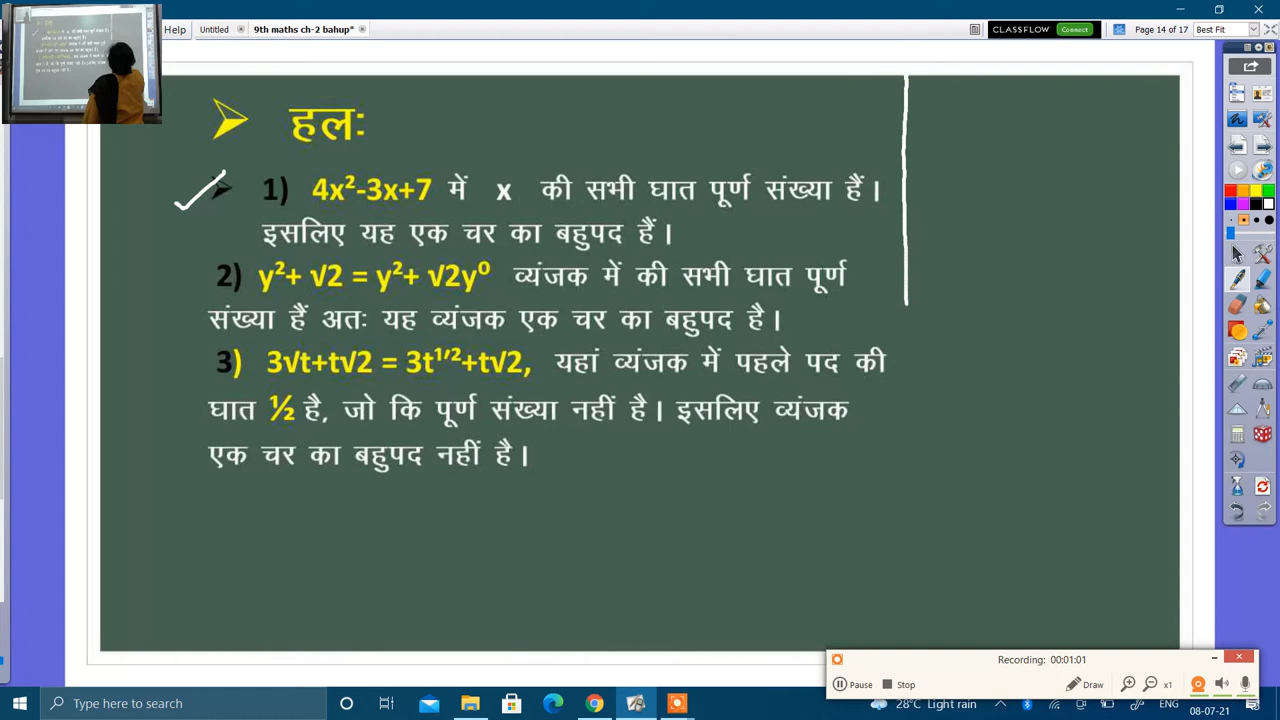 Help
Untitled
9th maths ch-2 bahup*
CLASSFLOW Connect
Page 14 of 17
Best Fit
हलः
1) 4x²-3x+7 में x की सभी घात पूर्ण संख्या हैं।
इसलिए यह एक चर का बहुपद हैं।
2) y²+ √2 = y²+ √2y⁰ व्यंजक में की सभी घात पूर्ण
संख्या हैं अतः यह व्यंजक एक चर का बहुपद है।
3) 3√t+t√2 = 3t¹′²+t√2, यहां व्यंजक में पहले पद की
घात ½ है, जो कि पूर्ण संख्या नहीं है। इसलिए व्यंजक
एक चर का बहुपद नहीं है।
Recording: 00:01:01
Pause Stop Draw x1
Type here to search
28°C Light rain
ENG
08-07-21